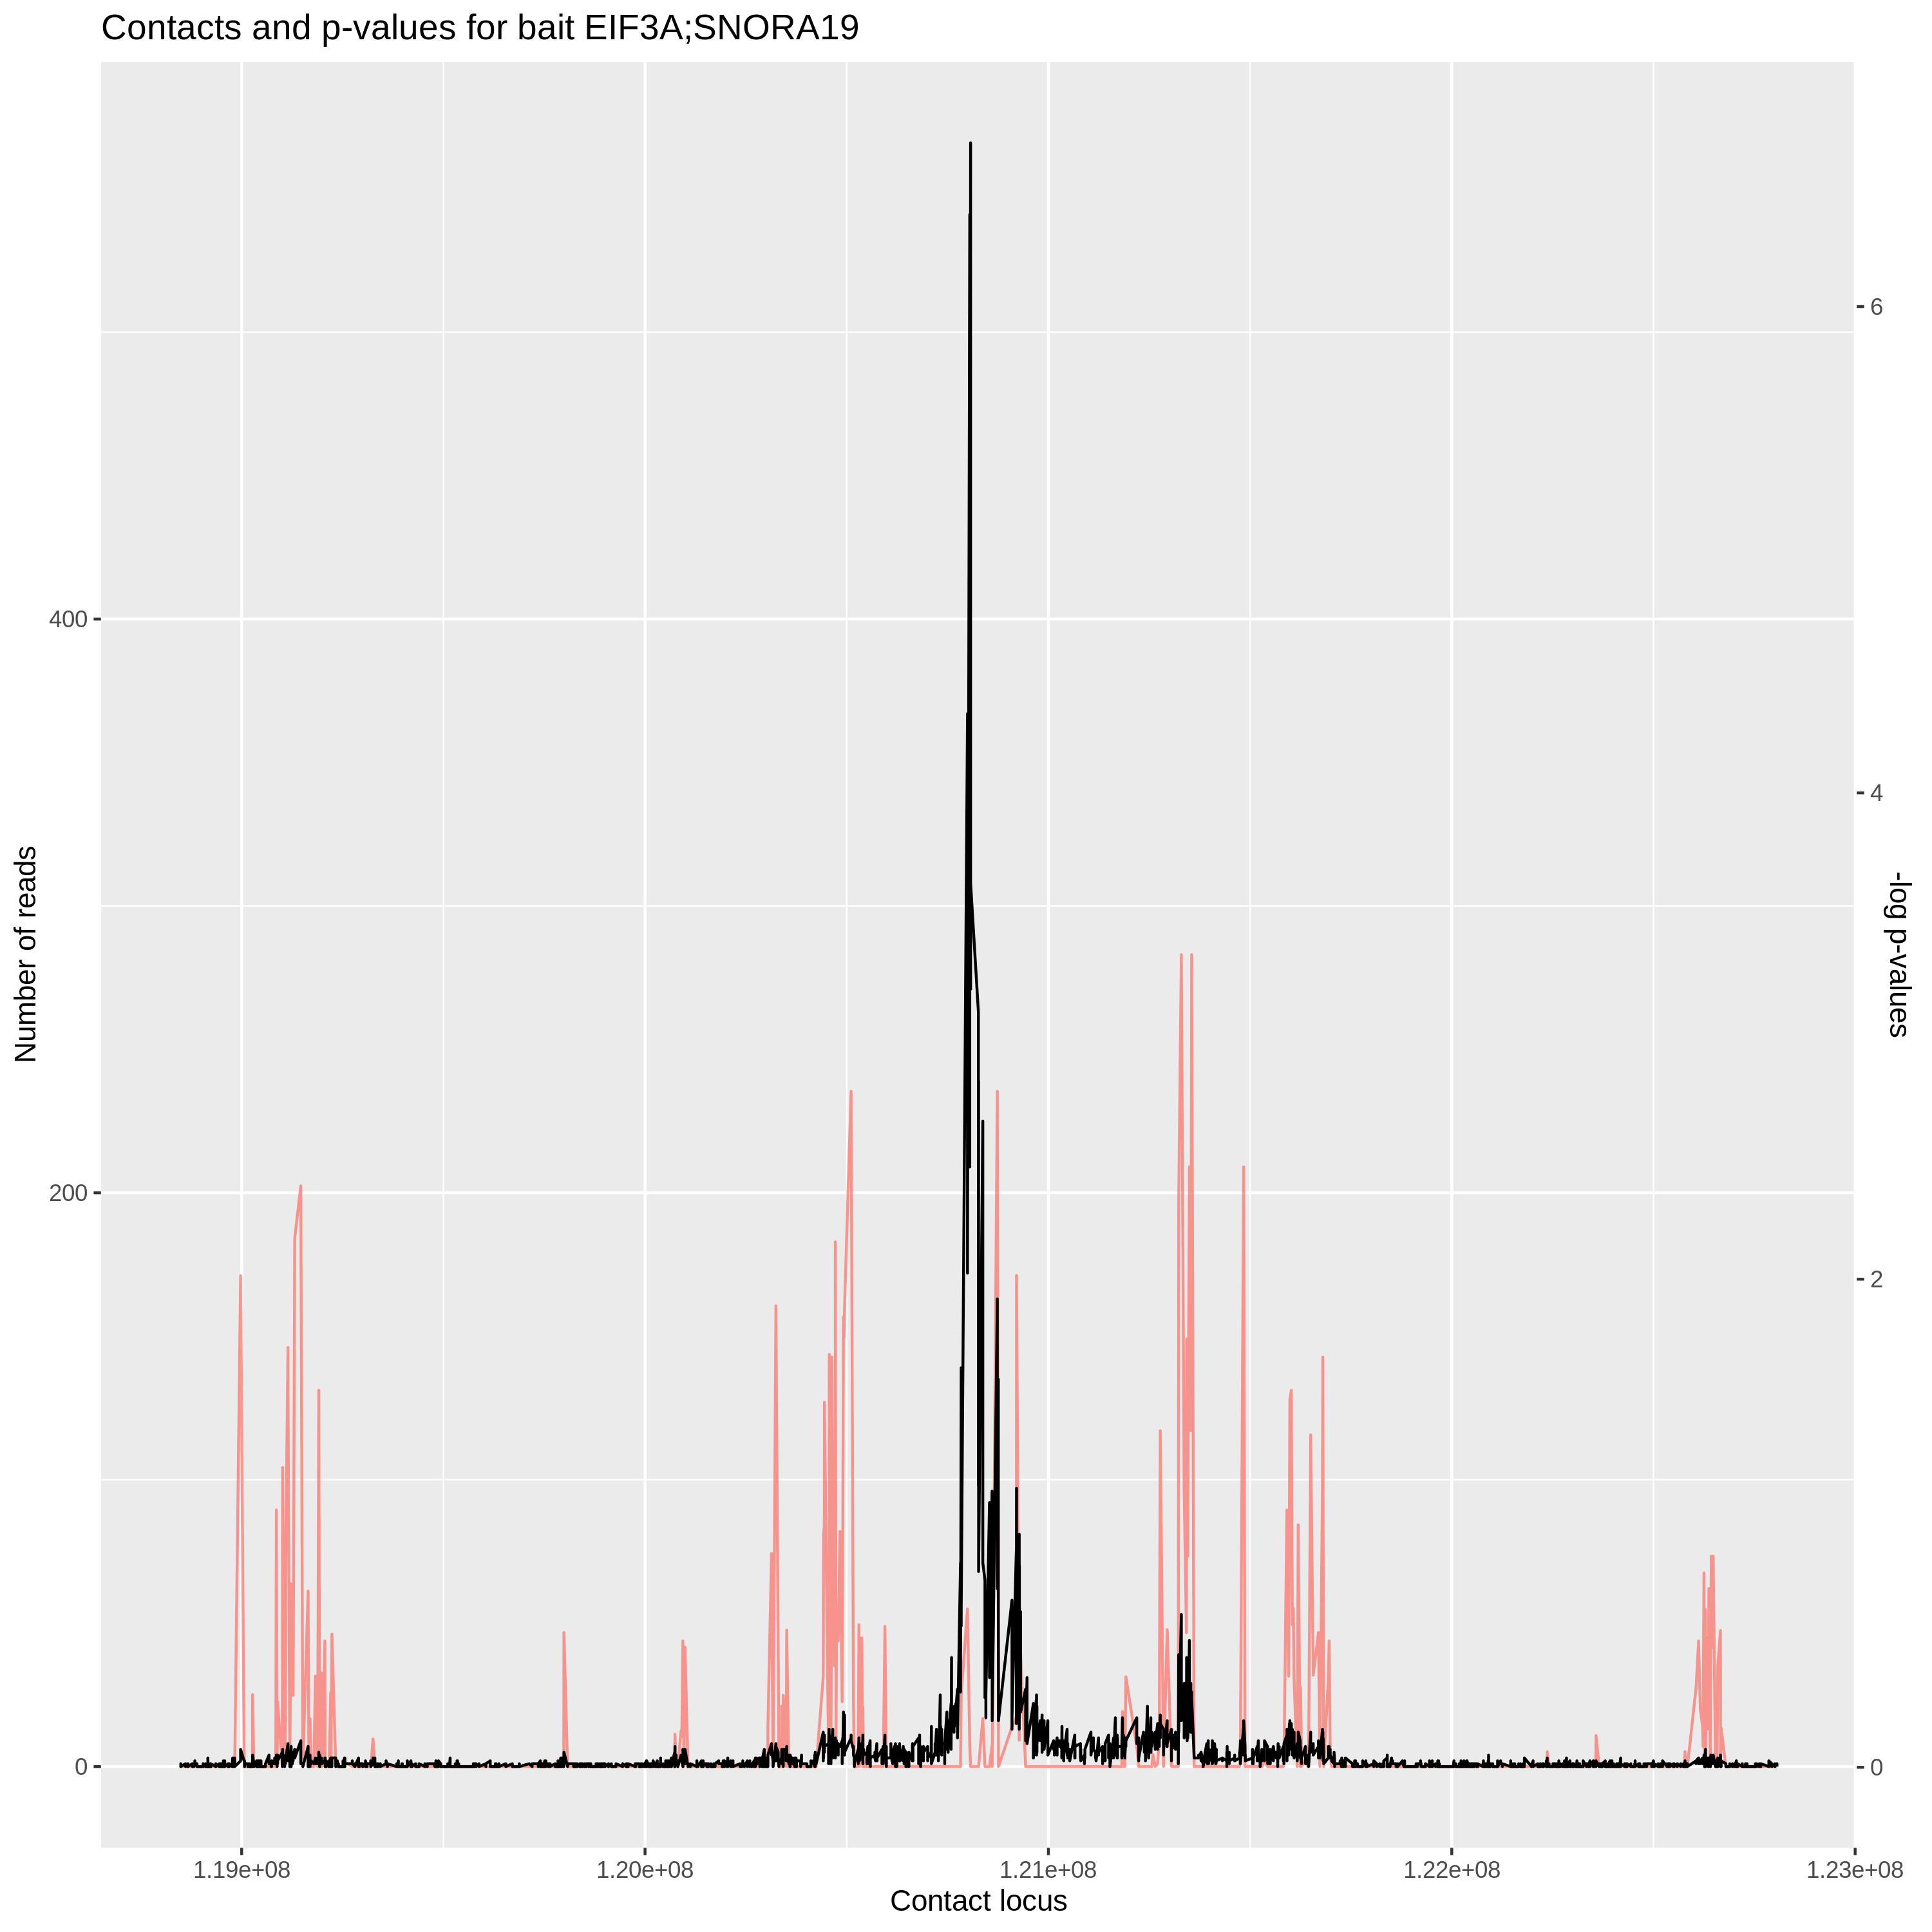 Contacts and p-values for bait EIF3A;SNORA19
6
400
4
Number of reads
-log p-values
200
2
0
0
1.19e+08
1.20e+08
1.21e+08
1.22e+08
1.23e+08
Contact locus